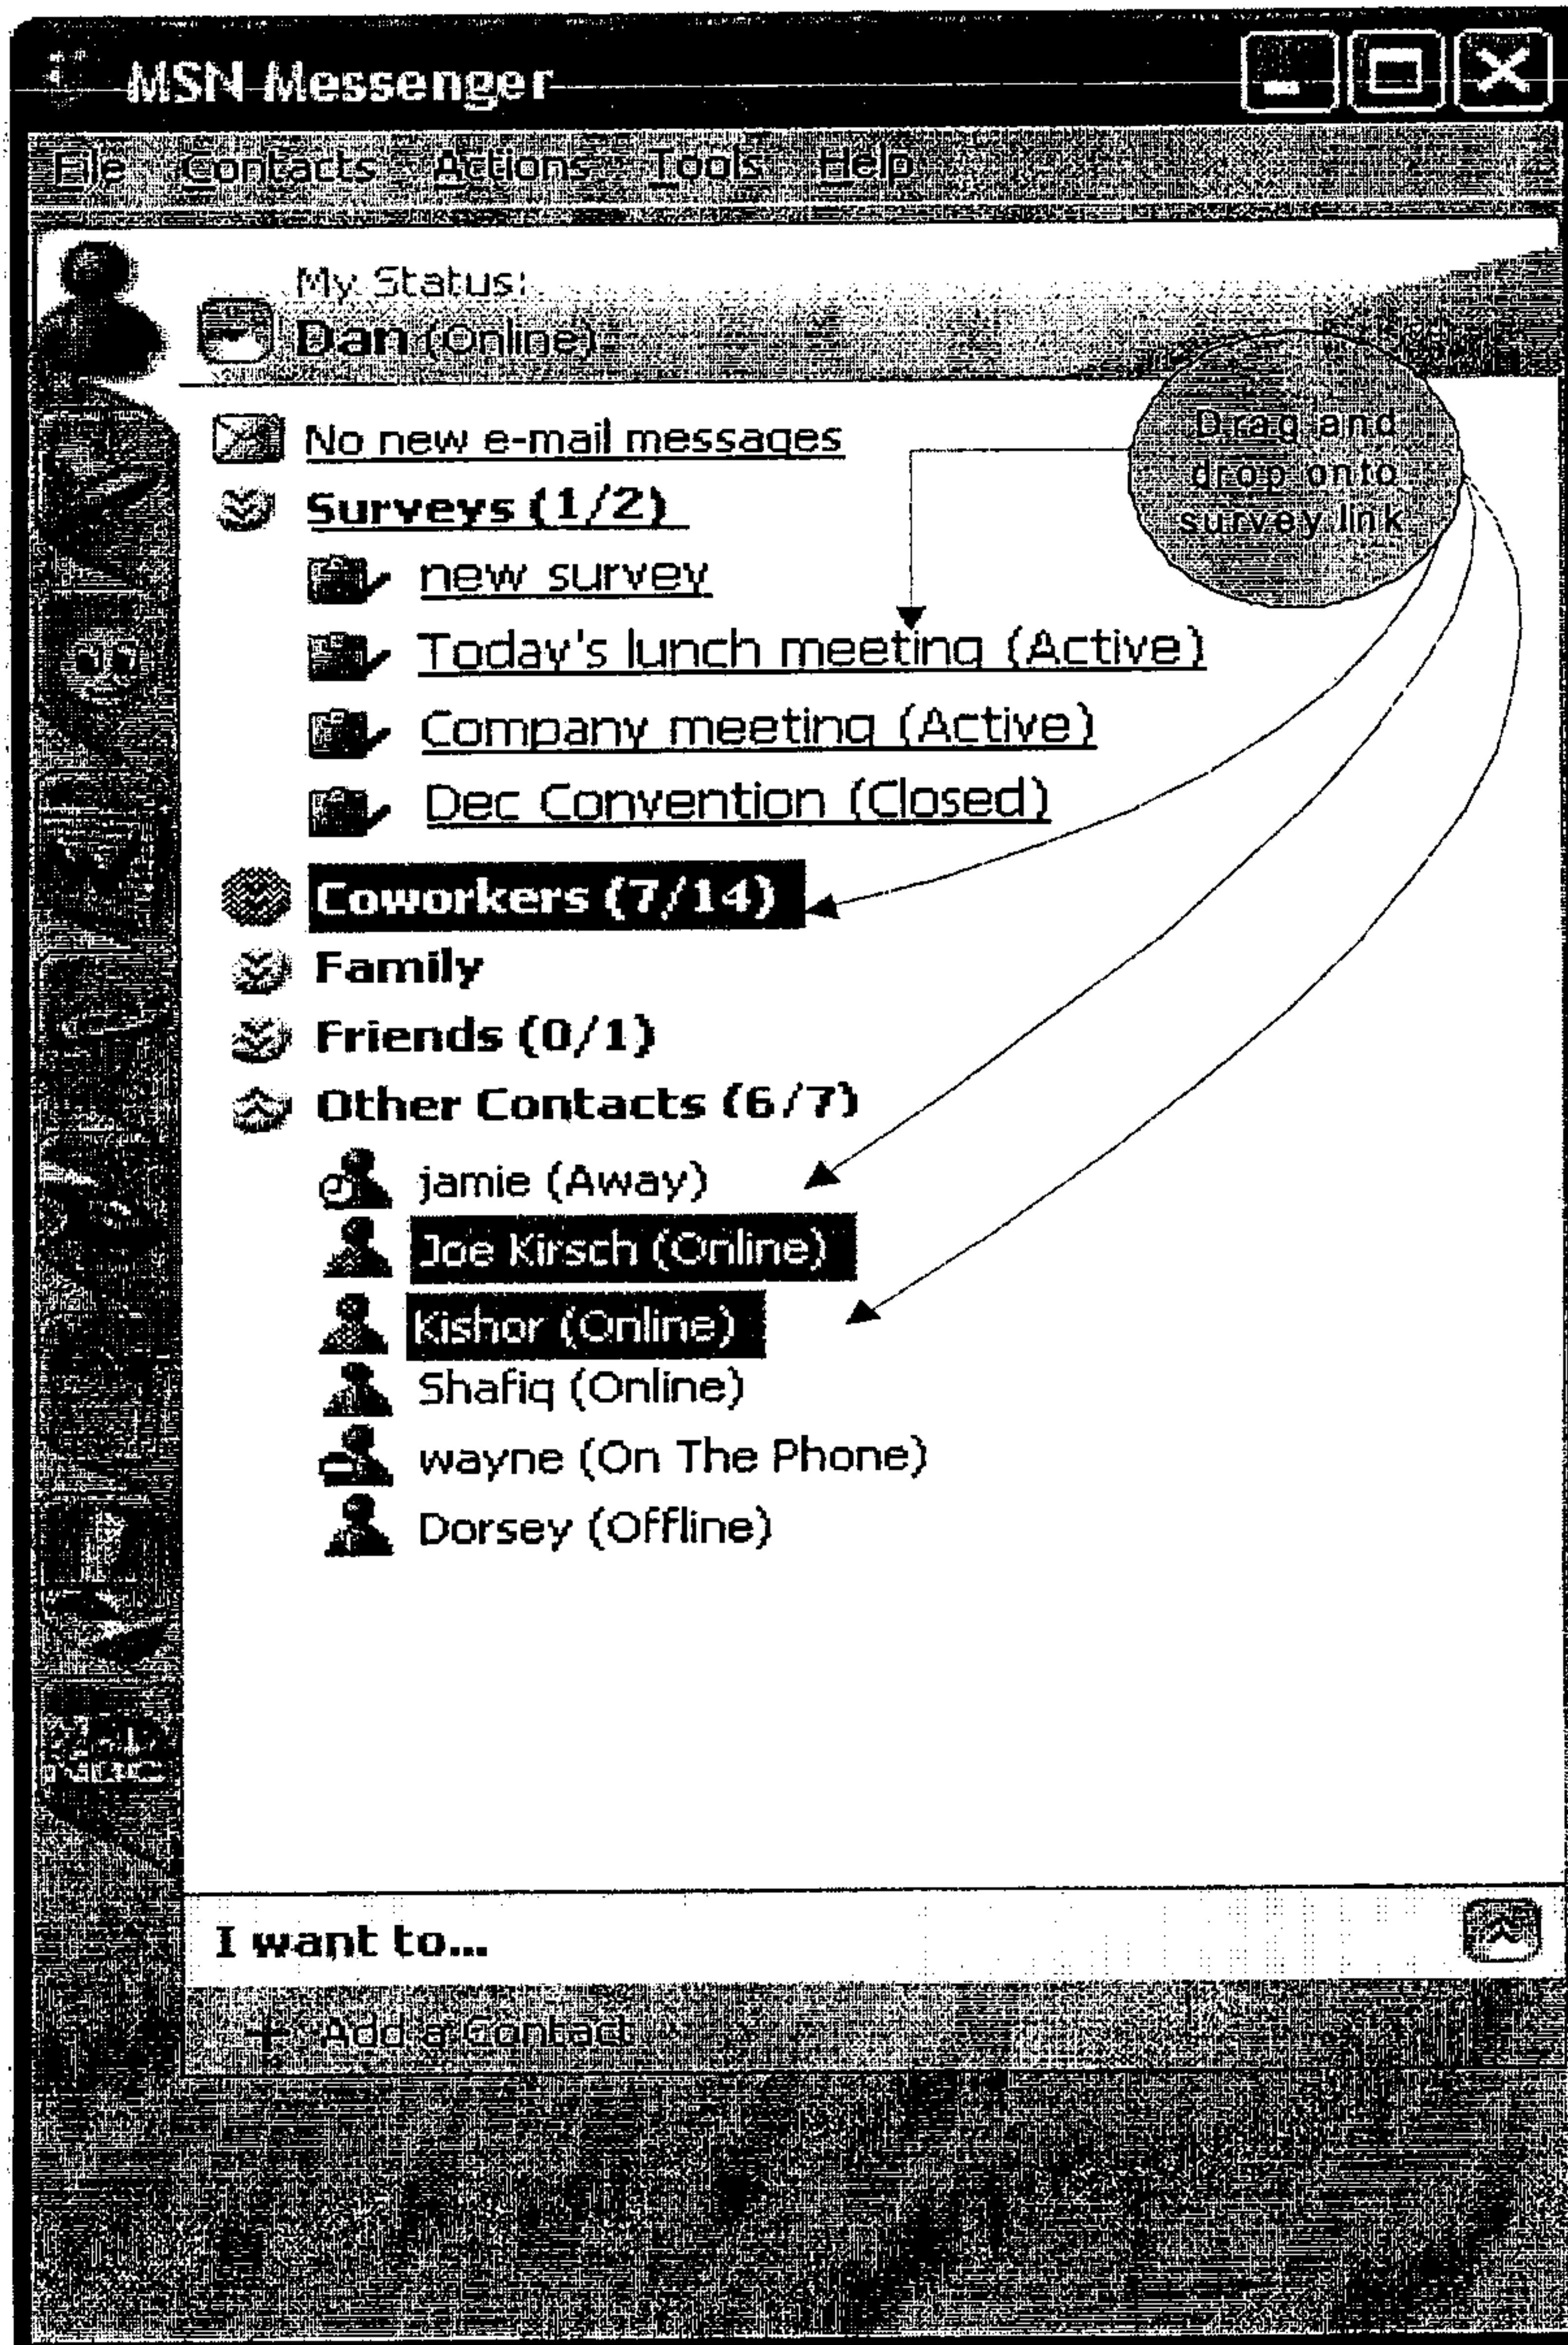 MSN Messenger
File Contacts Actions Tools Help
My Status:
Dan (Online)
No new e-mail messages
Drag and
drop onto
survey link
Surveys (1/2)
new survey
Today's lunch meeting (Active)
Company meeting (Active)
Dec Convention (Closed)
Coworkers (7/14)
Family
Friends (0/1)
Other Contacts (6/7)
jamie (Away)
Joe Kirsch (Online)
Kishor (Online)
Shafiq (Online)
wayne (On The Phone)
Dorsey (Offline)
I want to...
+ Add a Contact